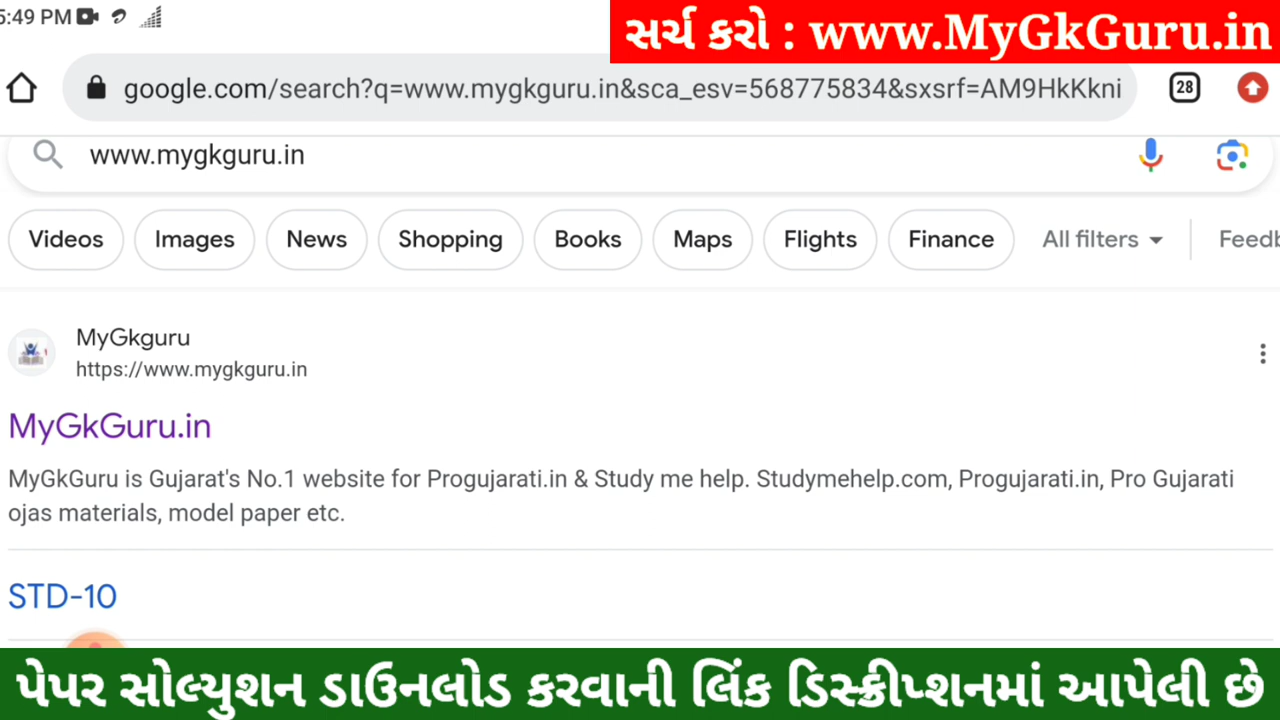 5:49 PM
સર્ચ કરો : www.MyGkGuru.in
google.com/search?q=www.mygkguru.in&sca_esv=568775834&sxsrf=AM9HkKkni
28
www.mygkguru.in
Videos Images News Shopping Books Maps Flights Finance All filters Feedb
MyGkguru
https://www.mygkguru.in
MyGkGuru.in
MyGkGuru is Gujarat's No.1 website for Progujarati.in & Study me help. Studymehelp.com, Progujarati.in, Pro Gujarati
ojas materials, model paper etc.
STD-10
પેપર સોલ્યુશન ડાઉનલોડ કરવાની લિંક ડિસ્ક્રીપ્શનમાં આપેલી છે